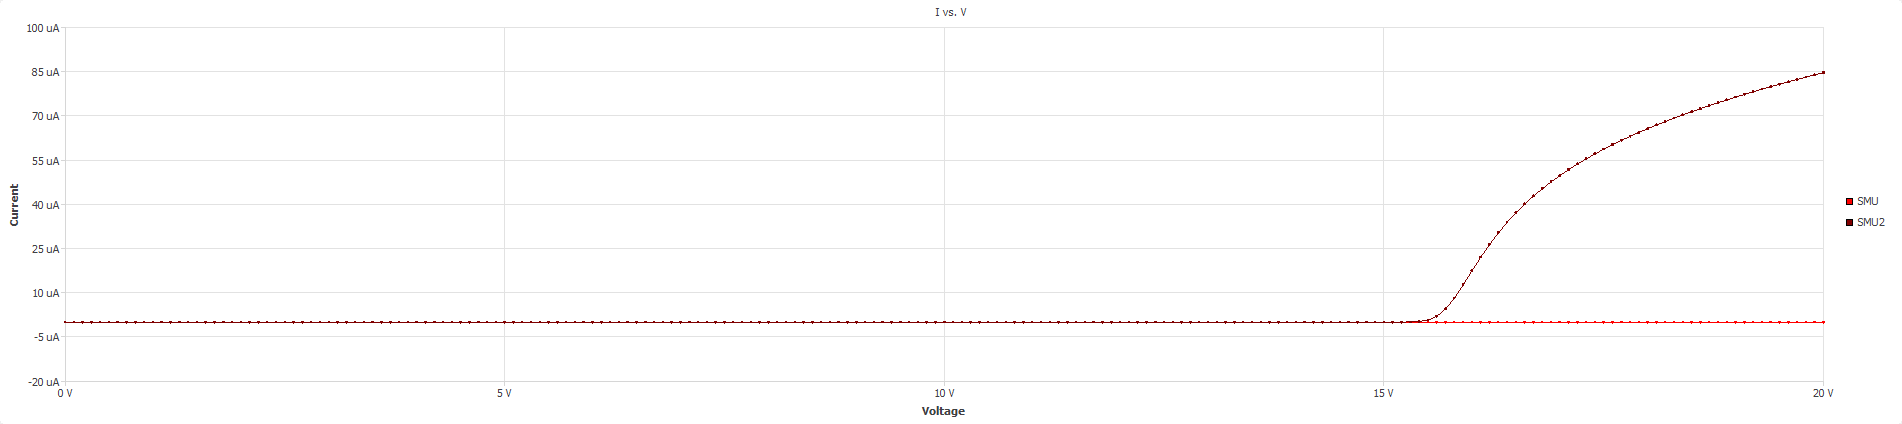 I vs. V
100 uA
85 uA
70 uA
55 uA
40 uA
25 uA
10 uA
-5 uA
-20 uA
Current
0 V
5 V
10 V
15 V
20 V
Voltage
SMU
SMU2